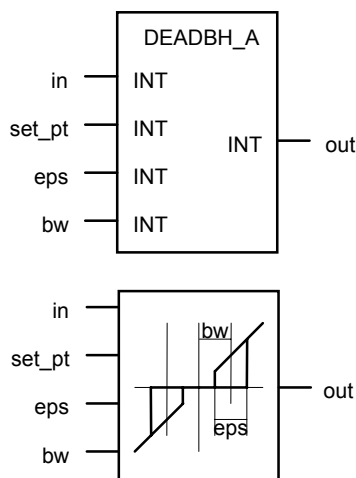 DEADBH_A
in INT
set_pt INT
INT out
eps INT
bw INT
in
bw
set_pt
out
eps
eps
bw